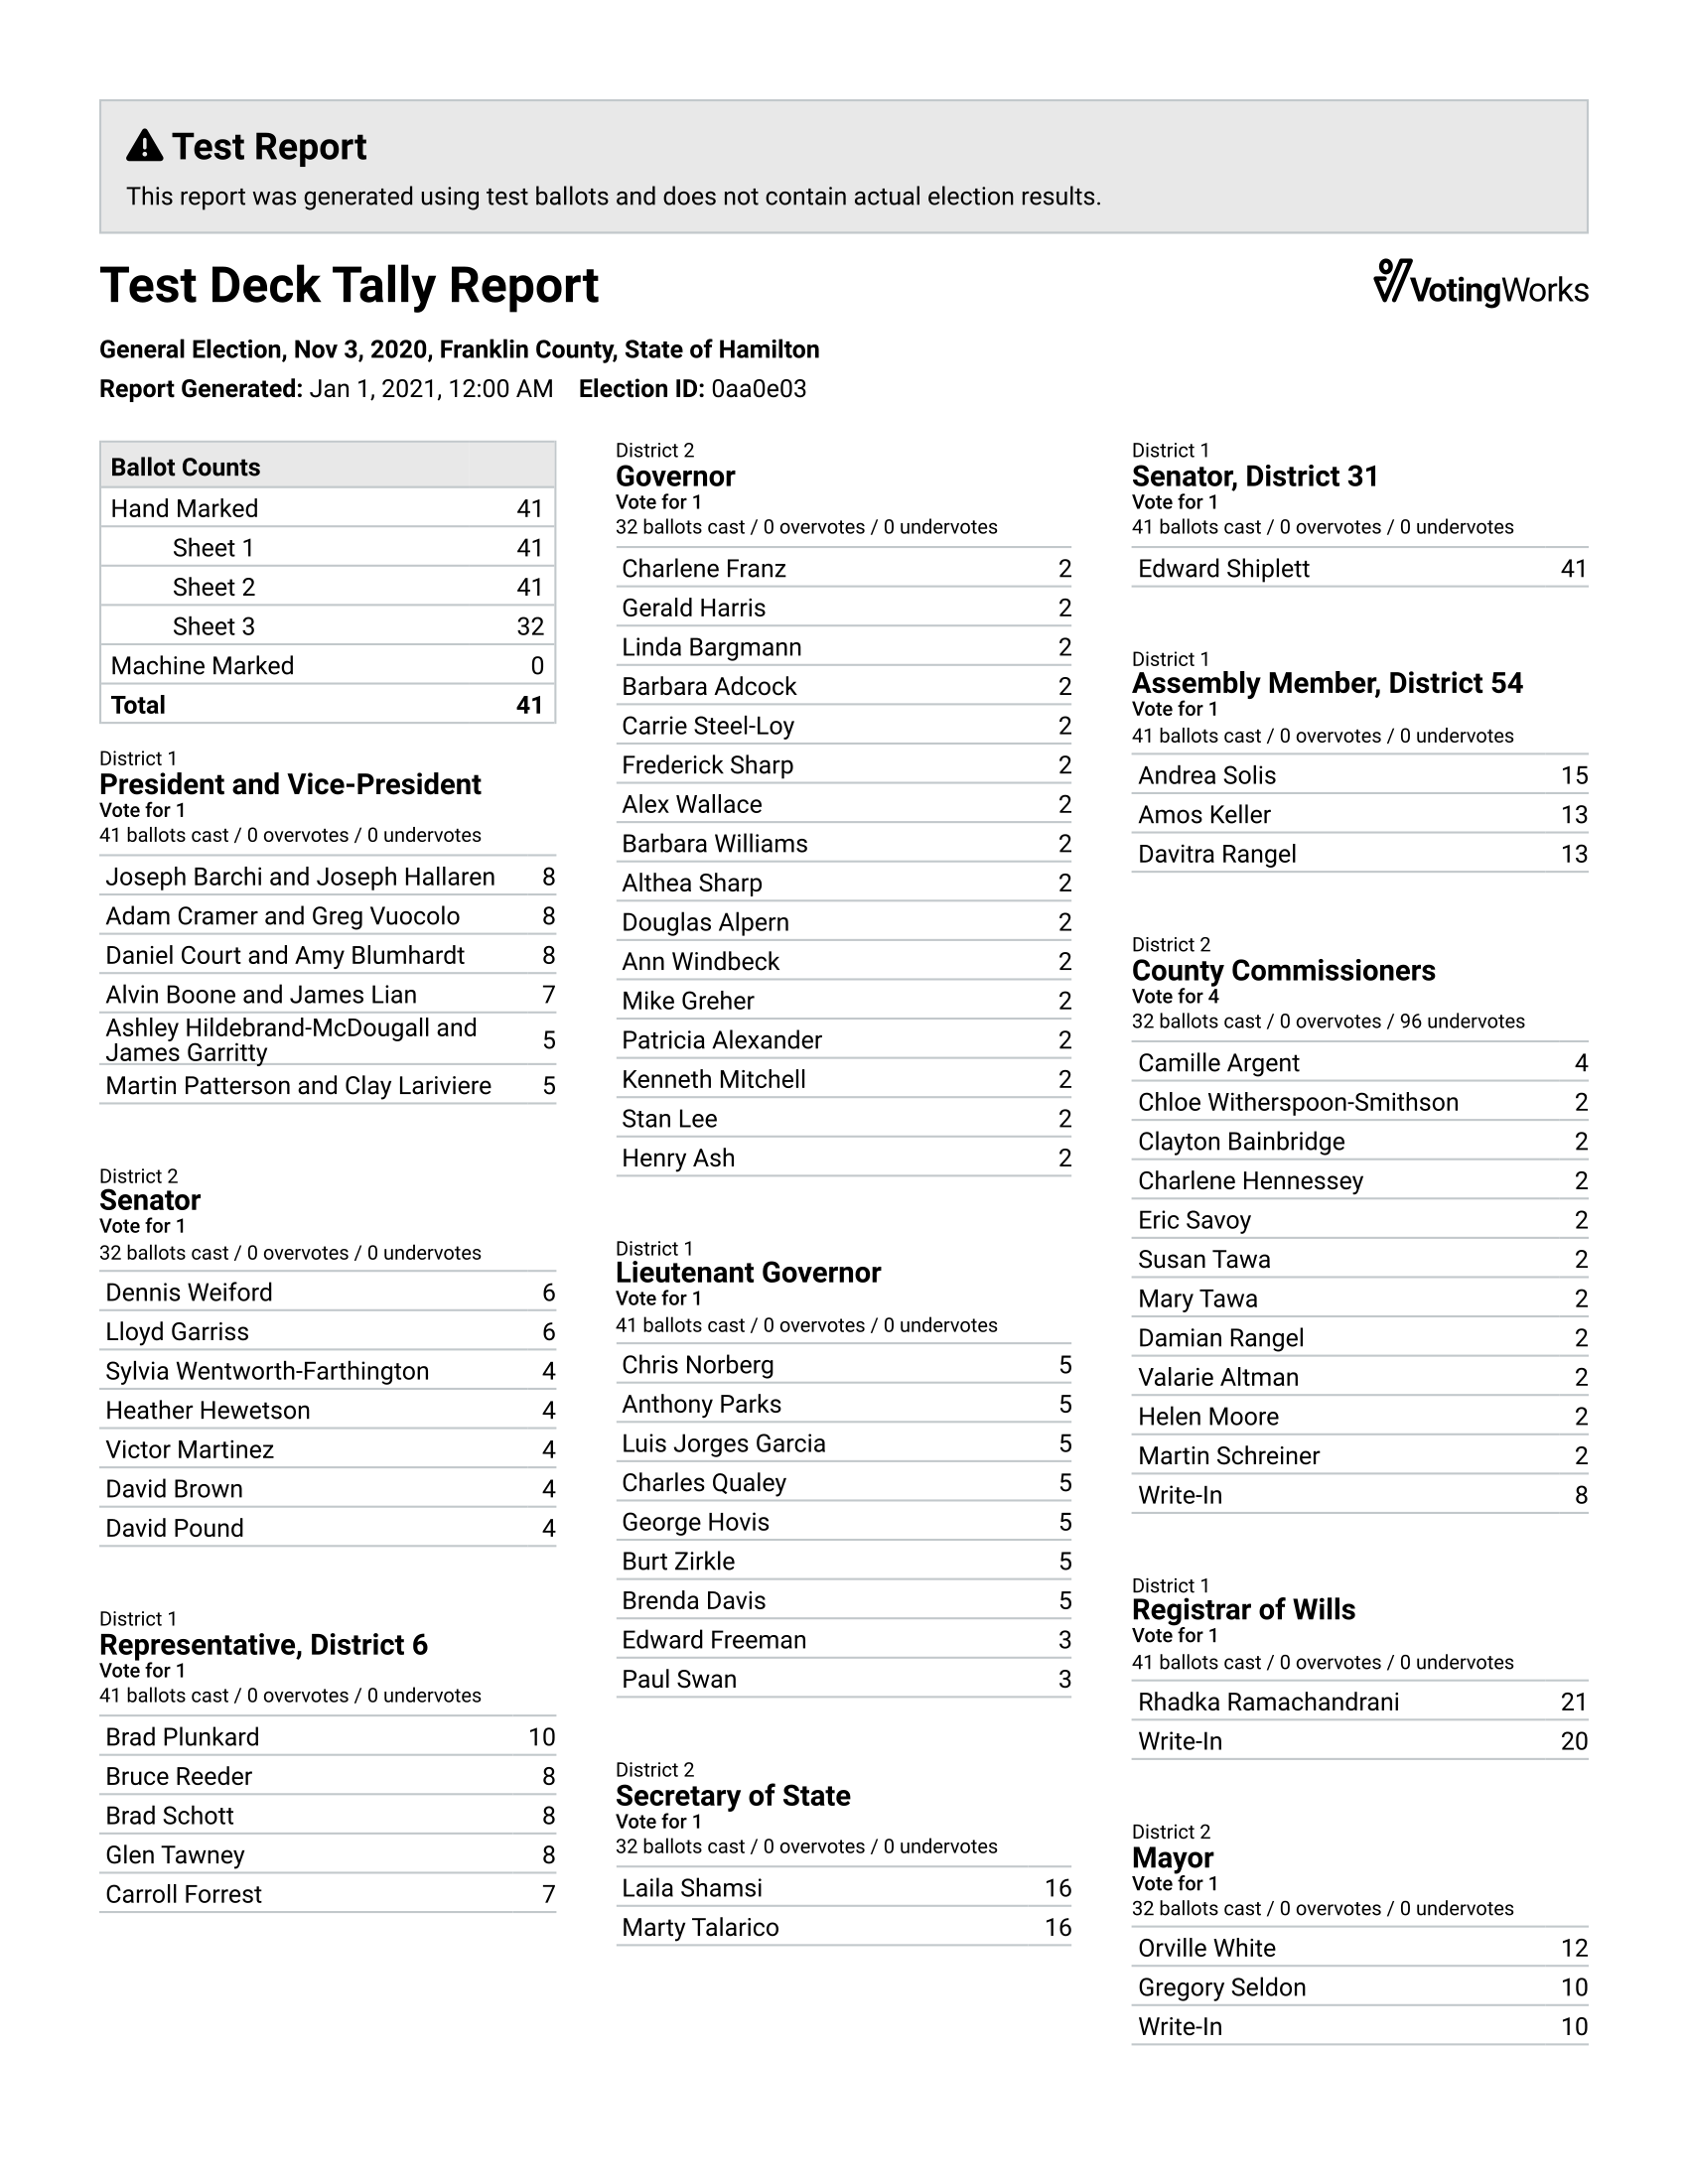 Test Report
This report was generated using test ballots and does not contain actual election results.
Test Deck Tally Report
VotingWorks
General Election, Nov 3, 2020, Franklin County, State of Hamilton
Report Generated: Jan 1, 2021, 12:00 AM Election ID: 0aa0e03
Ballot Counts
Hand Marked 41
Sheet 1 41
Sheet 2 41
Sheet 3 32
Machine Marked 0
Total 41
District 1
President and Vice-President
Vote for 1
41 ballots cast / 0 overvotes / 0 undervotes
Joseph Barchi and Joseph Hallaren 8
Adam Cramer and Greg Vuocolo 8
Daniel Court and Amy Blumhardt 8
Alvin Boone and James Lian 7
Ashley Hildebrand-McDougall and
James Garritty 5
Martin Patterson and Clay Lariviere 5
District 2
Senator
Vote for 1
32 ballots cast / 0 overvotes / 0 undervotes
Dennis Weiford 6
Lloyd Garriss 6
Sylvia Wentworth-Farthington 4
Heather Hewetson 4
Victor Martinez 4
David Brown 4
David Pound 4
District 1
Representative, District 6
Vote for 1
41 ballots cast / 0 overvotes / 0 undervotes
Brad Plunkard 10
Bruce Reeder 8
Brad Schott 8
Glen Tawney 8
Carroll Forrest 7
District 2
Governor
Vote for 1
32 ballots cast / 0 overvotes / 0 undervotes
Charlene Franz 2
Gerald Harris 2
Linda Bargmann 2
Barbara Adcock 2
Carrie Steel-Loy 2
Frederick Sharp 2
Alex Wallace 2
Barbara Williams 2
Althea Sharp 2
Douglas Alpern 2
Ann Windbeck 2
Mike Greher 2
Patricia Alexander 2
Kenneth Mitchell 2
Stan Lee 2
Henry Ash 2
District 1
Lieutenant Governor
Vote for 1
41 ballots cast / 0 overvotes / 0 undervotes
Chris Norberg 5
Anthony Parks 5
Luis Jorges Garcia 5
Charles Qualey 5
George Hovis 5
Burt Zirkle 5
Brenda Davis 5
Edward Freeman 3
Paul Swan 3
District 2
Secretary of State
Vote for 1
32 ballots cast / 0 overvotes / 0 undervotes
Laila Shamsi 16
Marty Talarico 16
District 1
Senator, District 31
Vote for 1
41 ballots cast / 0 overvotes / 0 undervotes
Edward Shiplett 41
District 1
Assembly Member, District 54
Vote for 1
41 ballots cast / 0 overvotes / 0 undervotes
Andrea Solis 15
Amos Keller 13
Davitra Rangel 13
District 2
County Commissioners
Vote for 4
32 ballots cast / 0 overvotes / 96 undervotes
Camille Argent 4
Chloe Witherspoon-Smithson 2
Clayton Bainbridge 2
Charlene Hennessey 2
Eric Savoy 2
Susan Tawa 2
Mary Tawa 2
Damian Rangel 2
Valarie Altman 2
Helen Moore 2
Martin Schreiner 2
Write-In 8
District 1
Registrar of Wills
Vote for 1
41 ballots cast / 0 overvotes / 0 undervotes
Rhadka Ramachandrani 21
Write-In 20
District 2
Mayor
Vote for 1
32 ballots cast / 0 overvotes / 0 undervotes
Orville White 12
Gregory Seldon 10
Write-In 10